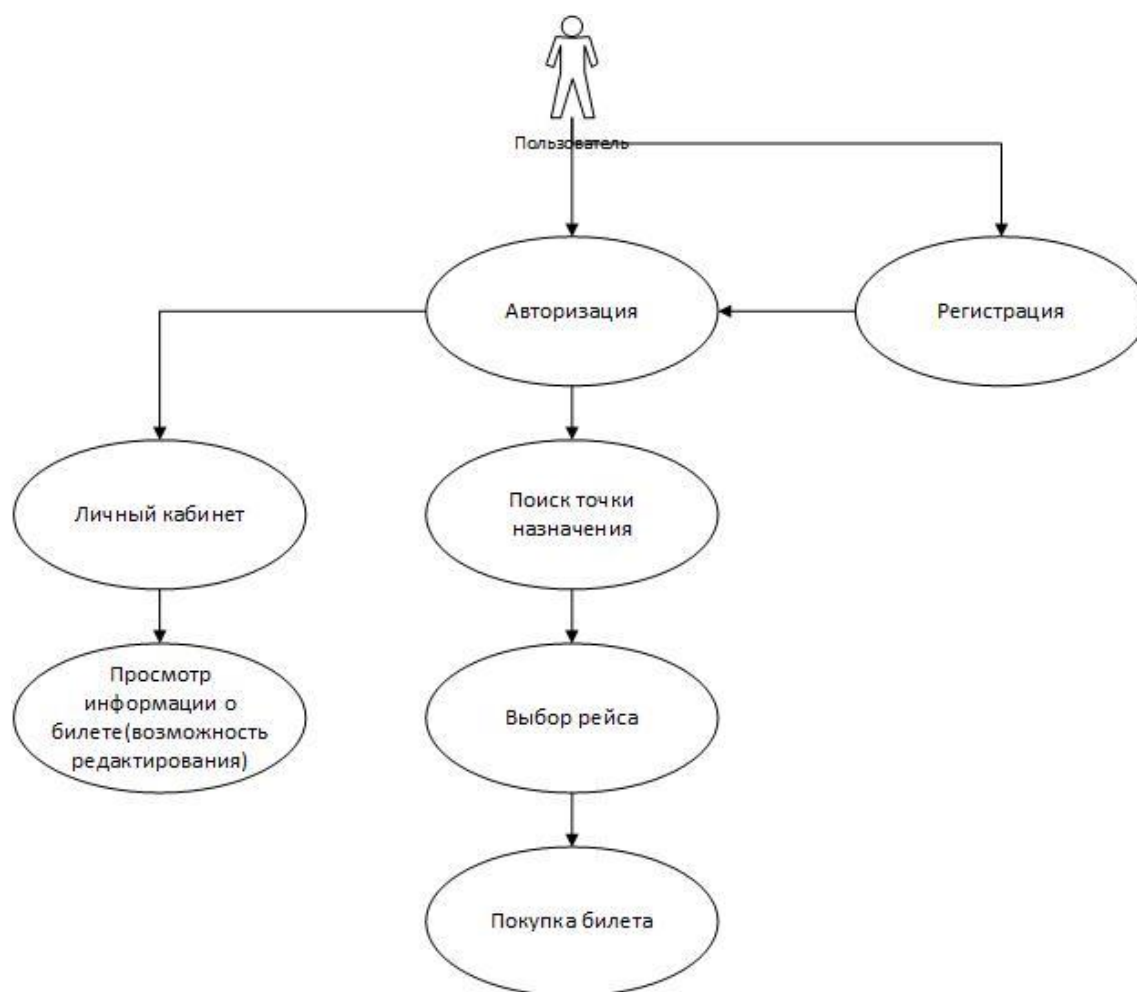 Пользователь
Авторизация
Регистрация
Личный кабинет
Поиск точки
назначения
Просмотр
информации о
билете(возможность
редактирования)
Выбор рейса
Покупка билета